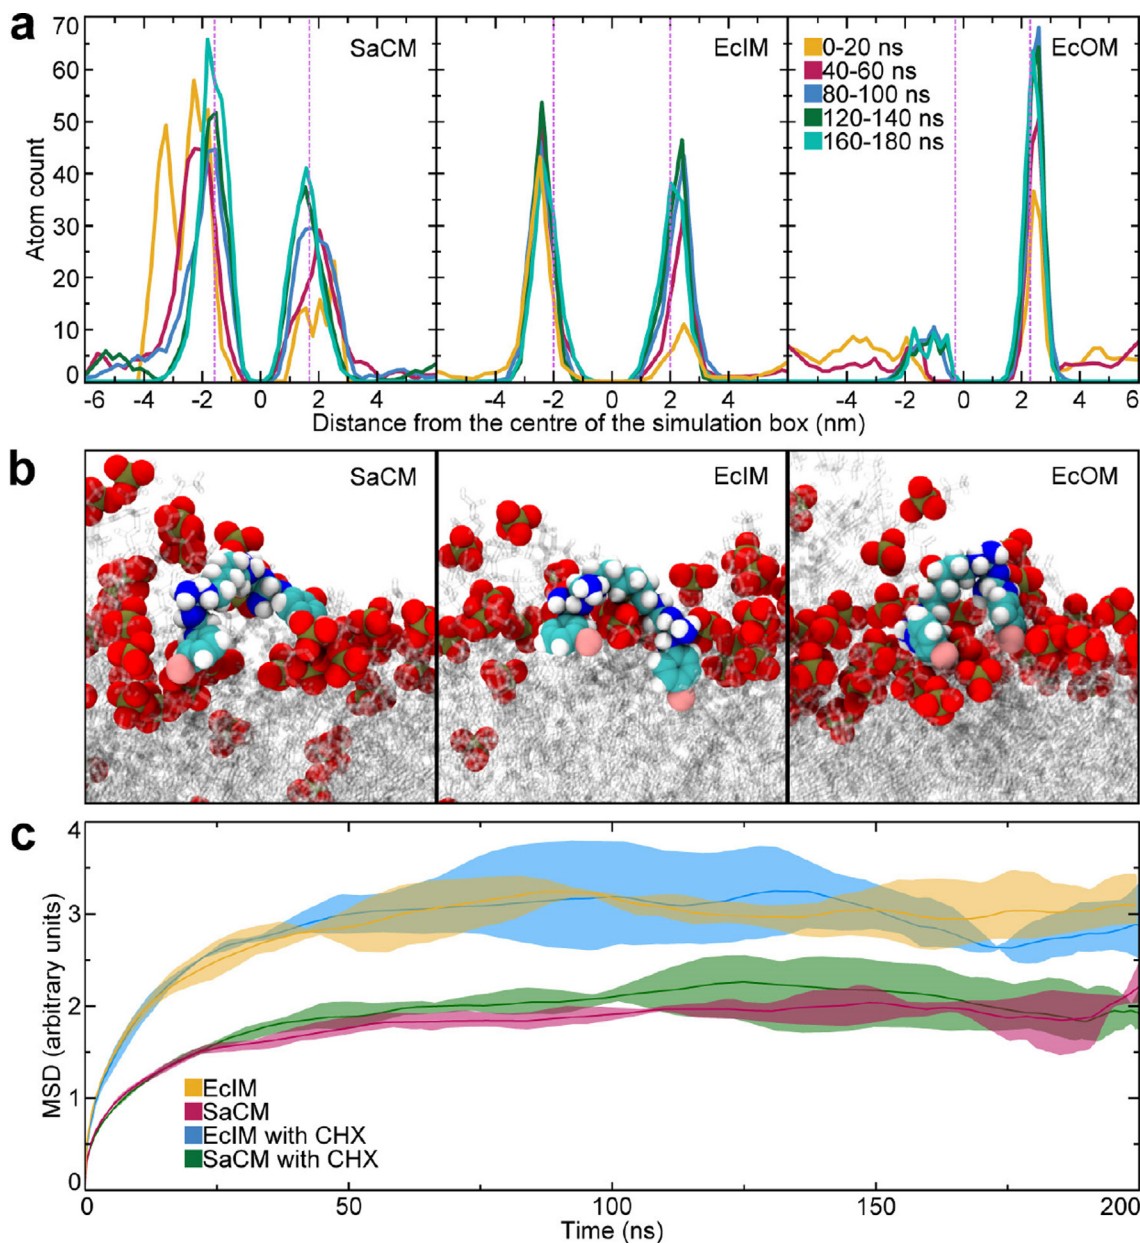 a
SaCM
EcIM
EcOM
0-20 ns
40-60 ns
80-100 ns
120-140 ns
160-180 ns
Atom count
70
60
50
40
30
20
10
0
-6 -4 -2 0 2 4 -4 -2 0 2 4 -4 -2 0 2 4 6
Distance from the centre of the simulation box (nm)
b
SaCM
EcIM
EcOM
c
MSD (arbitrary units)
4
3
2
1
0
EcIM
SaCM
EcIM with CHX
SaCM with CHX
0 50 100 150 200
Time (ns)